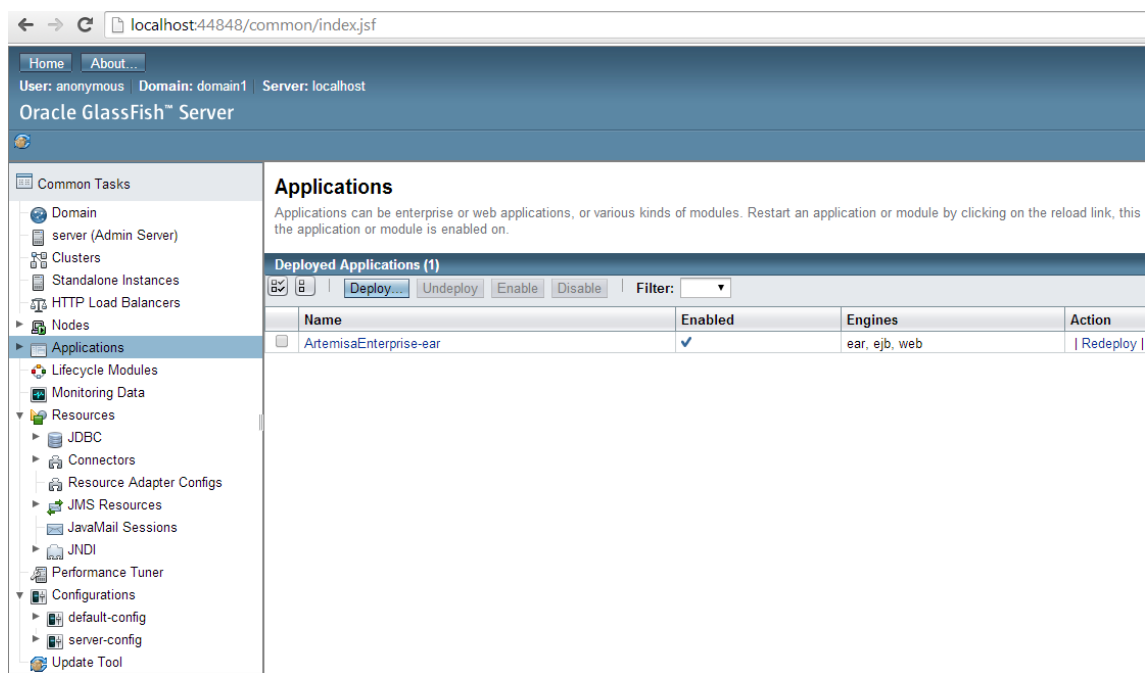 localhost:44848/common/index.jsf
Home About...
User: anonymous Domain: domain1 Server: localhost
Oracle GlassFish™ Server
Common Tasks
Domain
server (Admin Server)
Clusters
Standalone Instances
HTTP Load Balancers
Nodes
Applications
Lifecycle Modules
Monitoring Data
Resources
JDBC
Connectors
Resource Adapter Configs
JMS Resources
JavaMail Sessions
JNDI
Performance Tuner
Configurations
default-config
server-config
Update Tool
Applications
Applications can be enterprise or web applications, or various kinds of modules. Restart an application or module by clicking on the reload link, this
the application or module is enabled on.
Deployed Applications (1)
Deploy... Undeploy Enable Disable Filter:
Name Enabled Engines Action
ArtemisaEnterprise-ear ear, ejb, web | Redeploy |